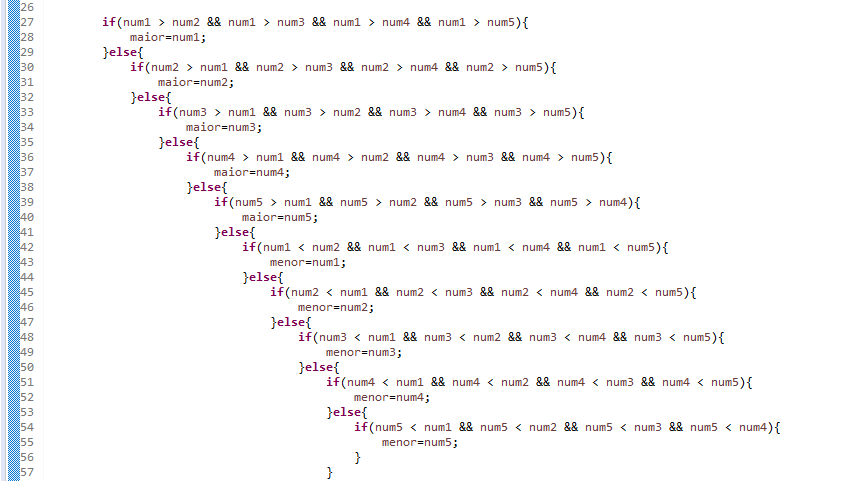 26
27 if(num1 > num2 && num1 > num3 && num1 > num4 && num1 > num5){
28 maior=num1;
29 }else{
30 if(num2 > num1 && num2 > num3 && num2 > num4 && num2 > num5){
31 maior=num2;
32 }else{
33 if(num3 > num1 && num3 > num2 && num3 > num4 && num3 > num5){
34 maior=num3;
35 }else{
36 if(num4 > num1 && num4 > num2 && num4 > num3 && num4 > num5){
37 maior=num4;
38 }else{
39 if(num5 > num1 && num5 > num2 && num5 > num3 && num5 > num4){
40 maior=num5;
41 }else{
42 if(num1 < num2 && num1 < num3 && num1 < num4 && num1 < num5){
43 menor=num1;
44 }else{
45 if(num2 < num1 && num2 < num3 && num2 < num4 && num2 < num5){
46 menor=num2;
47 }else{
48 if(num3 < num1 && num3 < num2 && num3 < num4 && num3 < num5){
49 menor=num3;
50 }else{
51 if(num4 < num1 && num4 < num2 && num4 < num3 && num4 < num5){
52 menor=num4;
53 }else{
54 if(num5 < num1 && num5 < num2 && num5 < num3 && num5 < num4){
55 menor=num5;
56 }
57 }